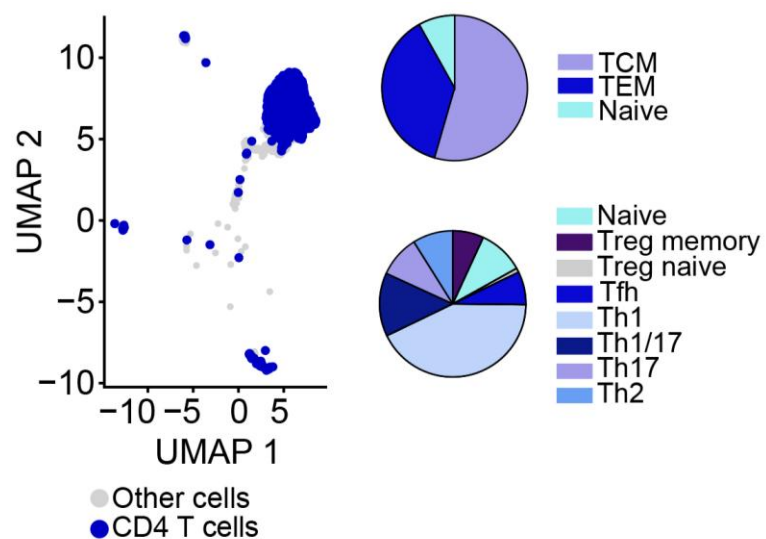 10
5
0
−5
−10
UMAP 2
−10 −5 0 5
UMAP 1
Other cells
CD4 T cells
TCM
TEM
Naive
Naive
Treg memory
Treg naive
Tfh
Th1
Th1/17
Th17
Th2